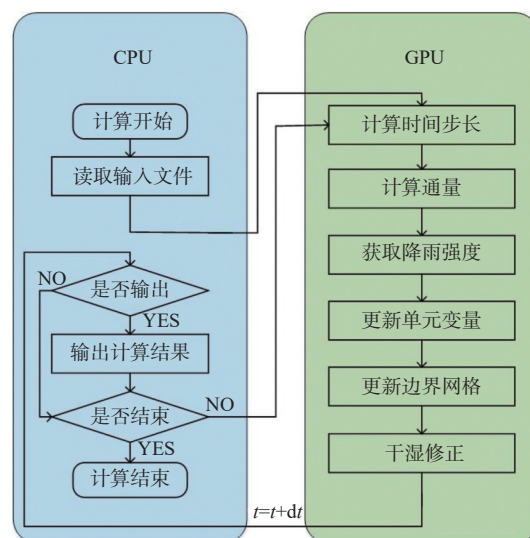 CPU
计算开始
读取输入文件
NO
是否输出
YES
输出计算结果
是否结束
NO
YES
计算结束
GPU
计算时间步长
计算通量
获取降雨强度
更新单元变量
更新边界网格
干湿修正
t=t+dt